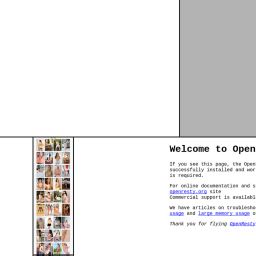 Welcome to Open
If you see this page, the Open
successfully installed and wor
is required.
For online documentation and s
openresty.org site
Commercial support is availabl
We have articles on troublesho
usage and large memory usage o
Thank you for flying OpenResty